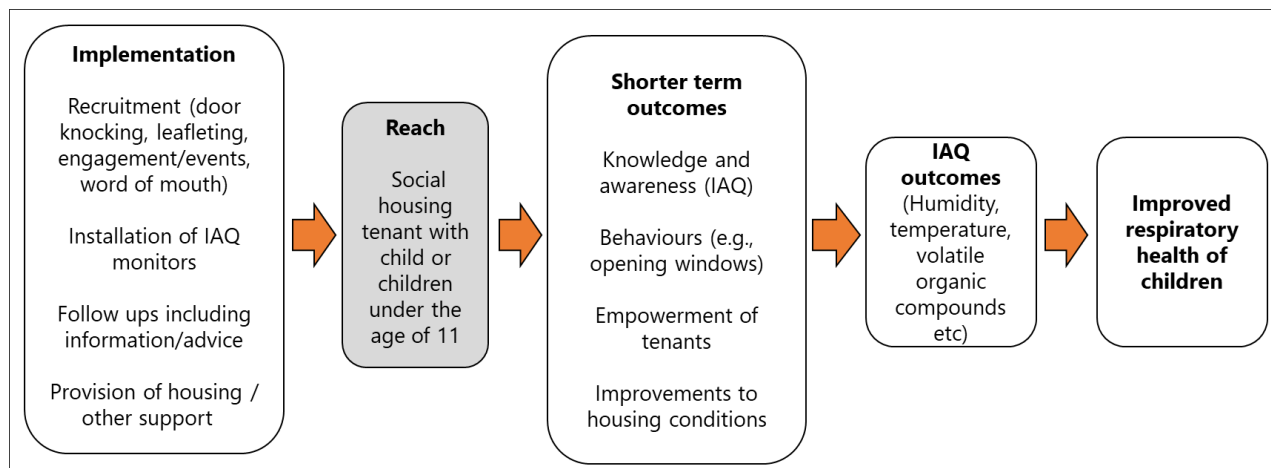 Implementation
Recruitment (door
knocking, leafleting,
engagement/events,
word of mouth)
Installation of IAQ
monitors
Follow ups including
information/advice
Provision of housing /
other support
Reach
Social
housing
tenant with
child or
children
under the
age of 11
Shorter term
outcomes
Knowledge and
awareness (IAQ)
Behaviours (e.g.,
opening windows)
Empowerment of
tenants
Improvements to
housing conditions
IAQ
outcomes
(Humidity,
temperature,
volatile
organic
compounds
etc)
Improved
respiratory
health of
children